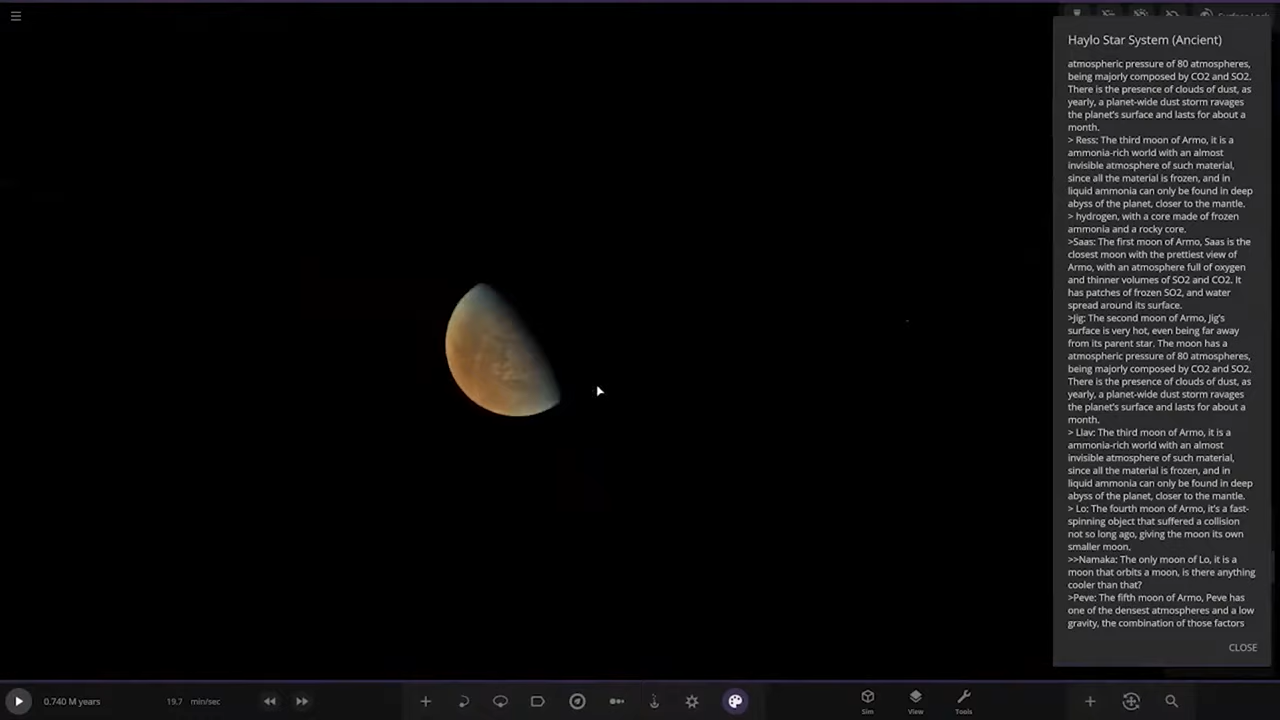 Haylo Star System (Ancient)
atmospheric pressure of 80 atmospheres,
being majorly composed by CO2 and SO2.
There is the presence of clouds of dust, as
yearly, a planet-wide dust storm ravages
the planet's surface and lasts for about a
month.
> Ress: The third moon of Armo, it is a
ammonia-rich world with an almost
invisible atmosphere of such material,
since all the material is frozen, and in
liquid ammonia can only be found in deep
abyss of the planet, closer to the mantle.
> hydrogen, with a core made of frozen
ammonia and a rocky core.
>Saas: The first moon of Armo, Saas is the
closest moon with the prettiest view of
Armo, with an atmosphere full of oxygen
and thinner volumes of SO2 and CO2. It
has patches of frozen SO2, and water
spread around its surface.
>Jig: The second moon of Armo, Jig's
surface is very hot, even being far away
from its parent star. The moon has a
atmospheric pressure of 80 atmospheres,
being majorly composed by CO2 and SO2.
There is the presence of clouds of dust, as
yearly, a planet-wide dust storm ravages
the planet's surface and lasts for about a
month.
> Llav: The third moon of Armo, it is a
ammonia-rich world with an almost
invisible atmosphere of such material,
since all the material is frozen, and in
liquid ammonia can only be found in deep
abyss of the planet, closer to the mantle.
> Lo: The fourth moon of Armo, it's a fast-
spinning object that suffered a collision
not so long ago, giving the moon its own
smaller moon.
>>Namaka: The only moon of Lo, it is a
moon that orbits a moon, is there anything
cooler than that?
>Peve: The fifth moon of Armo, Peve has
one of the densest atmospheres and a low
gravity, the combination of those factors
CLOSE
0.740 M years 19.7 min/sec
Sim View Tools